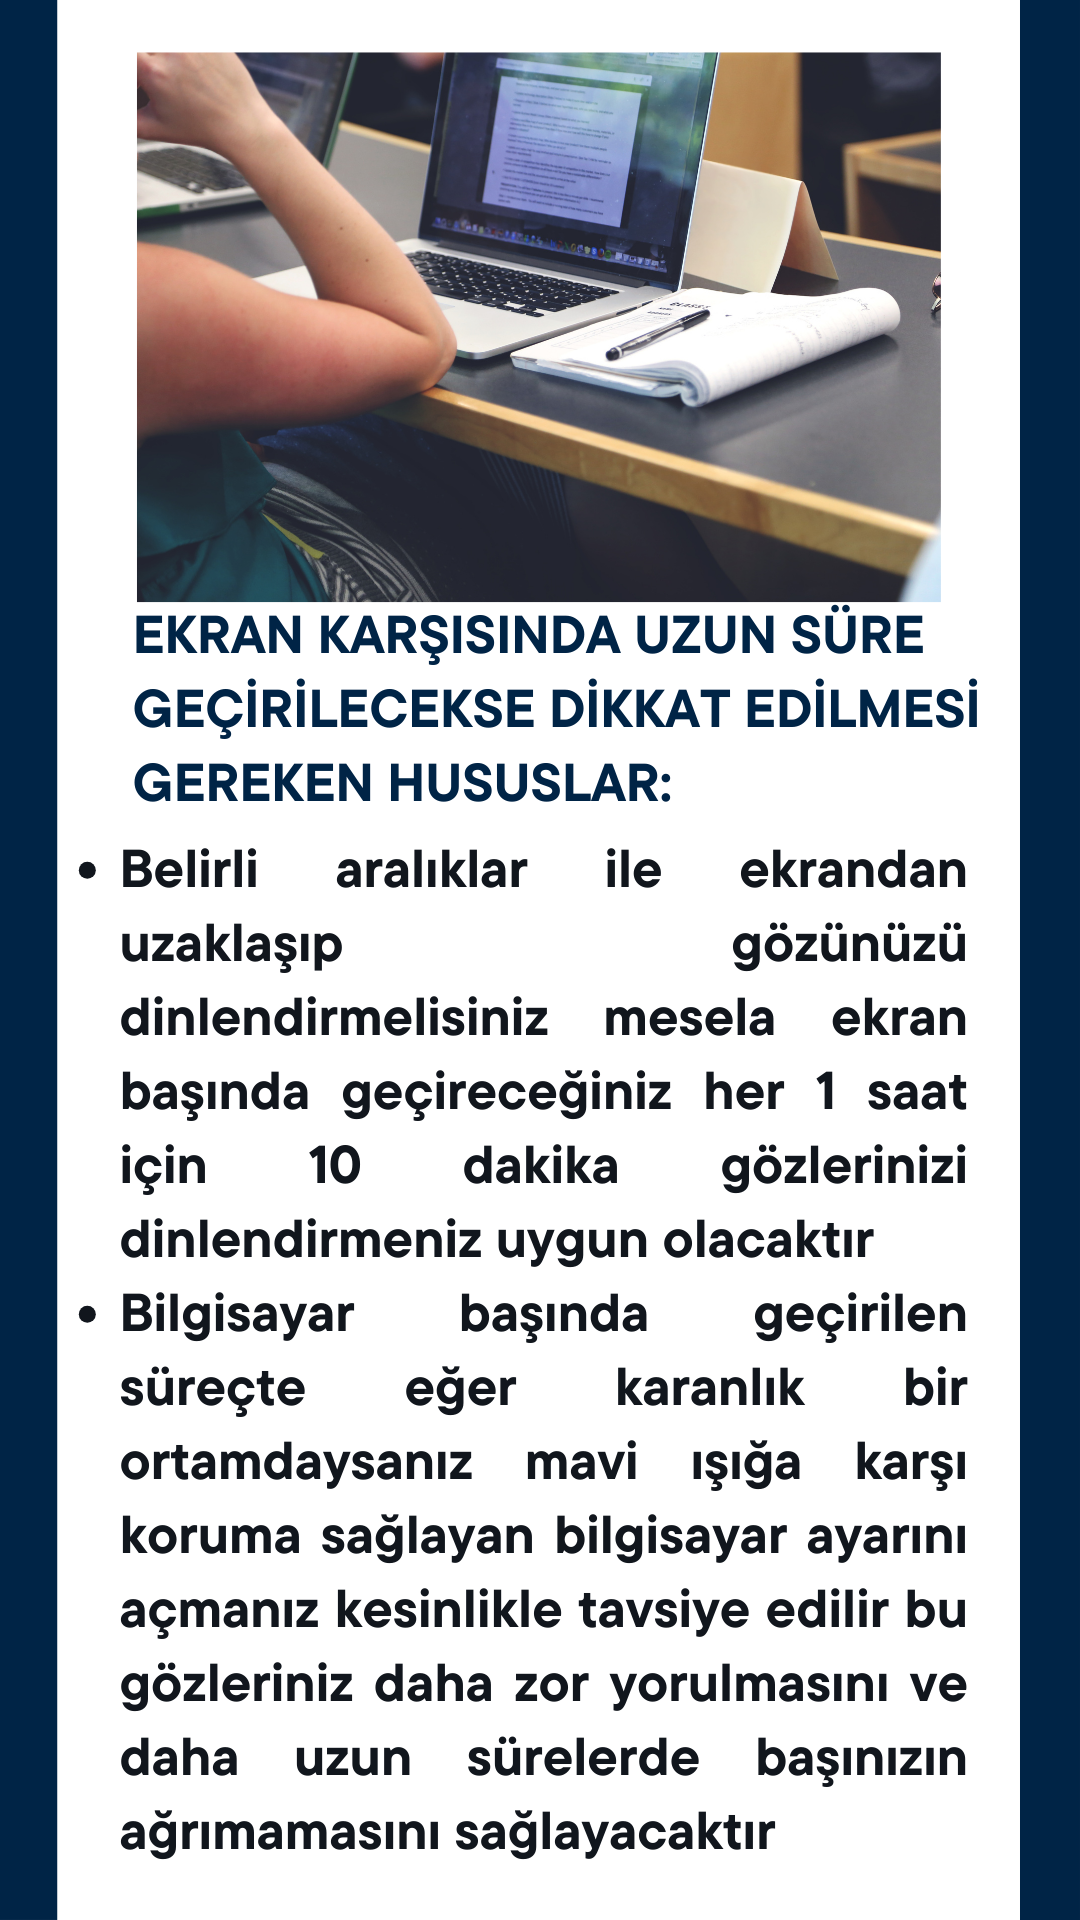 EKRAN KARŞISINDA UZUN SÜRE
GEÇİRİLECEKSE DİKKAT EDİLMESİ
GEREKEN HUSUSLAR:
• Belirli aralıklar ile ekrandan
uzaklaşıp gözünüzü
dinlendirmelisiniz mesela ekran
başında geçireceğiniz her 1 saat
için 10 dakika gözlerinizi
dinlendirmeniz uygun olacaktır
• Bilgisayar başında geçirilen
süreçte eğer karanlık bir
ortamdaysanız mavi ışığa karşı
koruma sağlayan bilgisayar ayarını
açmanız kesinlikle tavsiye edilir bu
gözleriniz daha zor yorulmasını ve
daha uzun sürelerde başınızın
ağrımamasını sağlayacaktır